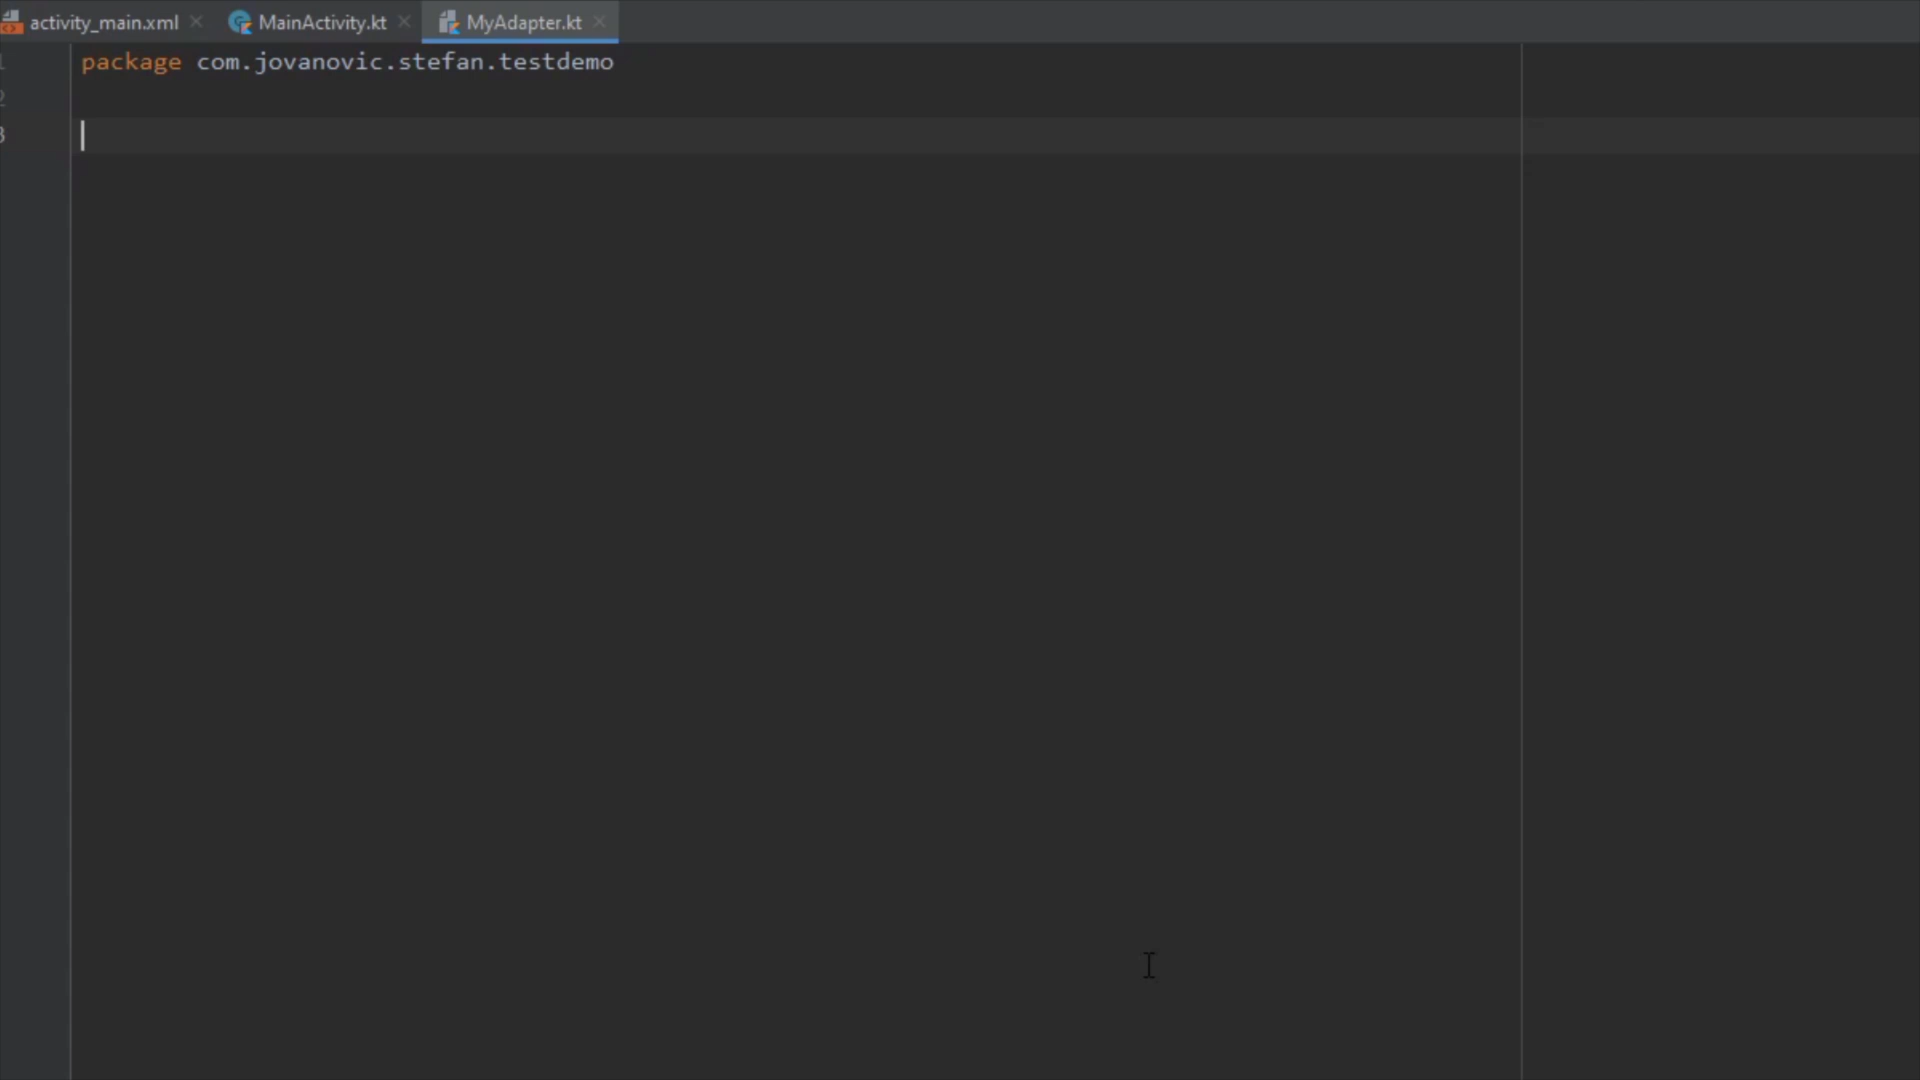 activity_main.xml MainActivity.kt MyAdapter.kt
1 package com.jovanovic.stefan.testdemo
2
3